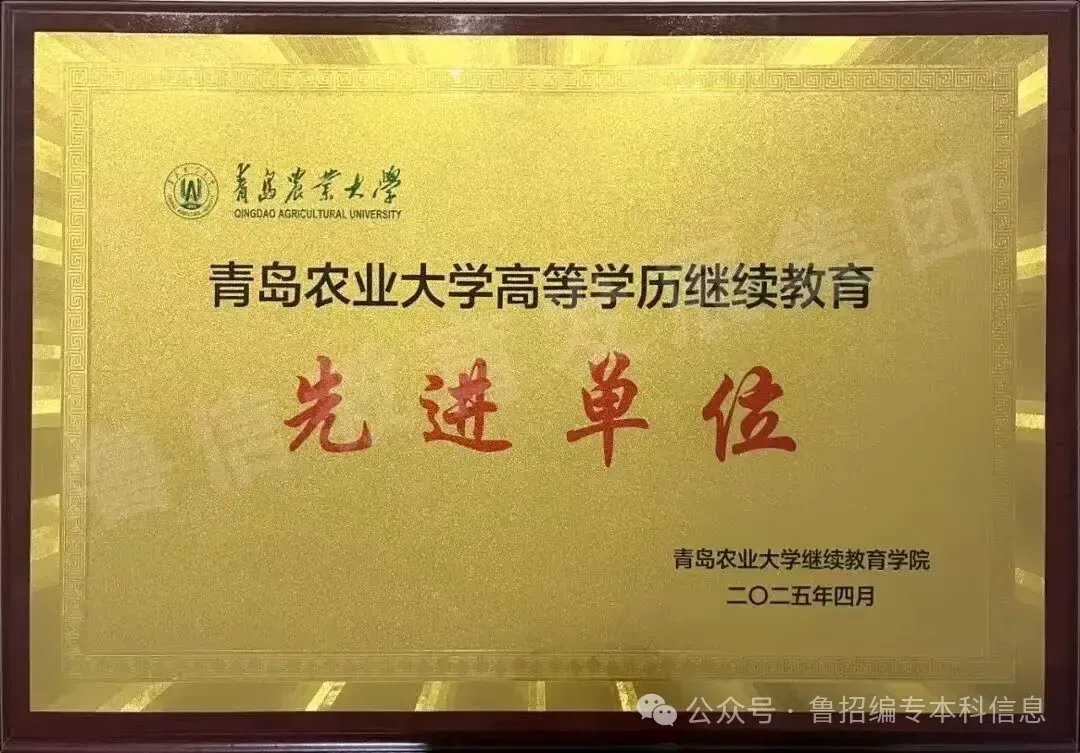 青岛农业大学
QINGDAO AGRICULTURAL UNIVERSITY
青岛农业大学高等学历继续教育
先进单位
青岛农业大学继续教育学院
二〇二五年四月
公众号·鲁招编专本科信息